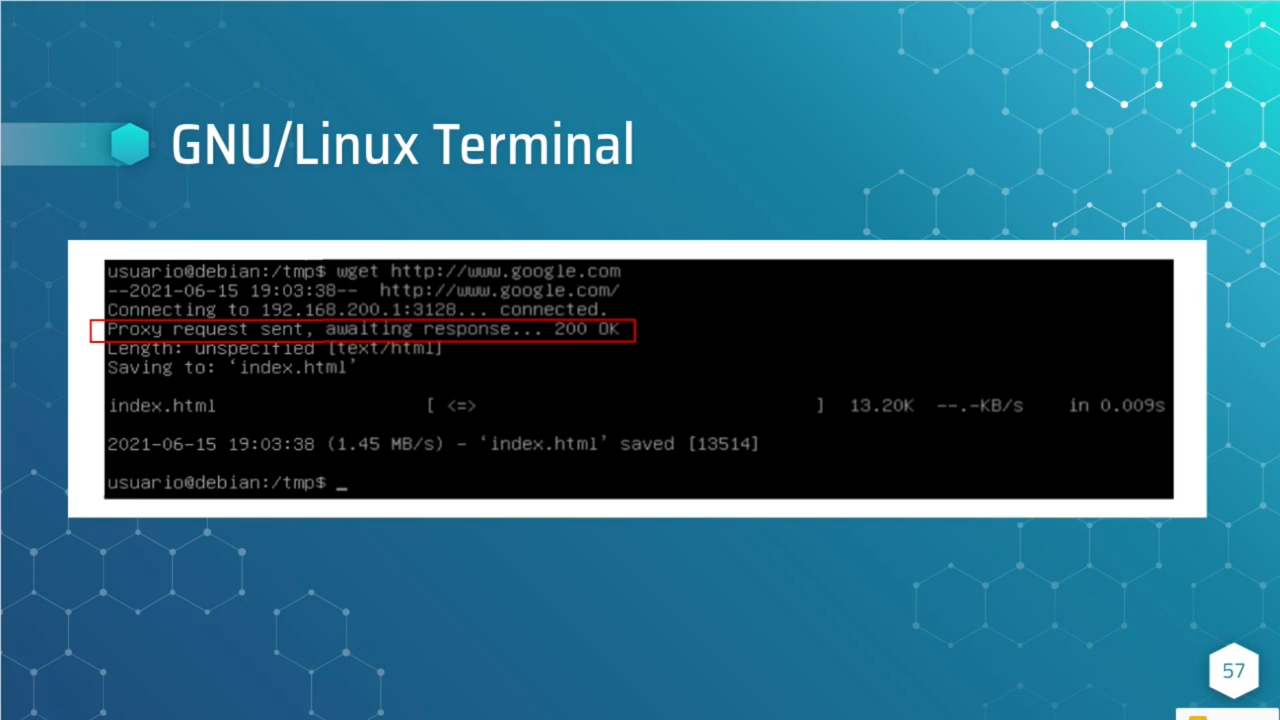 GNU/Linux Terminal
usuario@debian:/tmp$ wget http://www.google.com
--2021-06-15 19:03:38--  http://www.google.com/
Connecting to 192.168.200.1:3128... connected.
Proxy request sent, awaiting response... 200 OK
Length: unspecified [text/html]
Saving to: ‘index.html’
index.html [ <=> ] 13.20K --.-KB/s in 0.009s
2021-06-15 19:03:38 (1.45 MB/s) - ‘index.html’ saved [13514]
usuario@debian:/tmp$ _
57